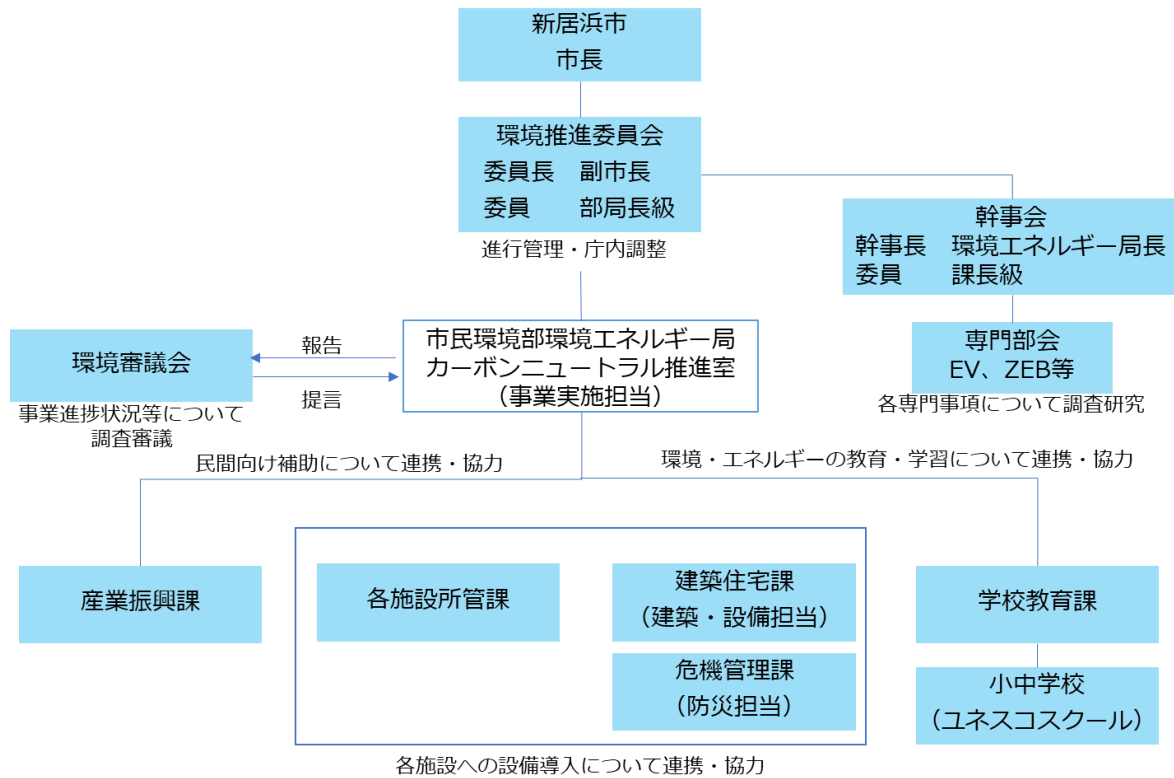 新居浜市
市長
環境推進委員会
委員長 副市長
委員 部局長級
進行管理・庁内調整
幹事会
幹事長 環境エネルギー局長
委員 課長級
専門部会
EV、ZEB等
各専門事項について調査研究
市民環境部環境エネルギー局
カーボンニュートラル推進室
（事業実施担当）
報告
提言
環境審議会
事業進捗状況等について
調査審議
民間向け補助について連携・協力
環境・エネルギーの教育・学習について連携・協力
産業振興課
各施設所管課
建築住宅課
（建築・設備担当）
危機管理課
（防災担当）
学校教育課
小中学校
（ユネスコスクール）
各施設への設備導入について連携・協力